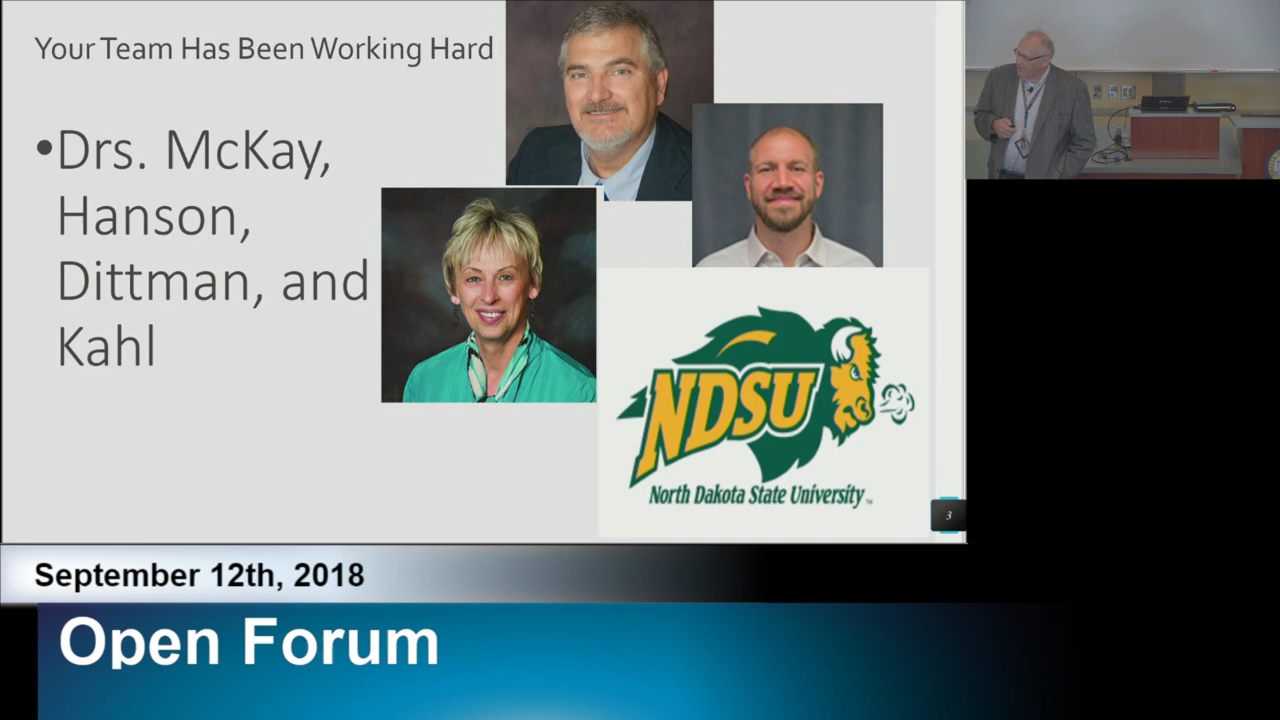 Your Team Has Been Working Hard
•Drs. McKay,
Hanson,
Dittman, and
Kahl
NDSU
North Dakota State University
3
September 12th, 2018
Open Forum